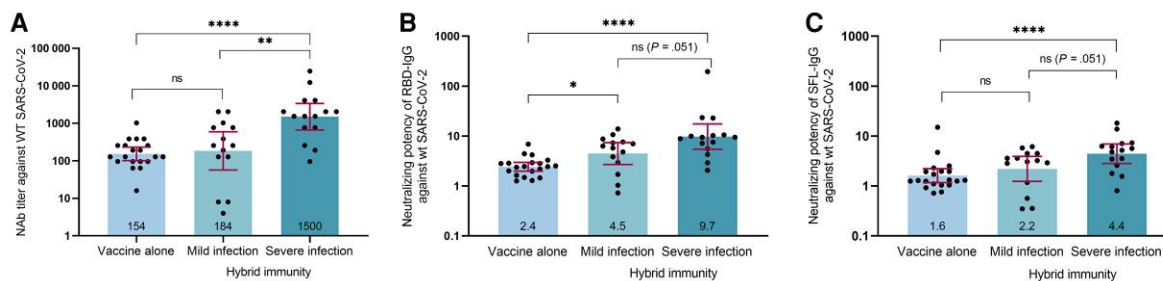 A
NAb titer against WT SARS-CoV-2
100 000
10 000
1000
100
10
1
****
**
ns
154
184
1500
Vaccine alone
Mild infection
Severe infection
Hybrid immunity
B
Neutralizing potency of RBD-IgG
against wt SARS-CoV-2
1000
100
10
1
0.1
****
ns (P = .051)
*
2.4
4.5
9.7
Vaccine alone
Mild infection
Severe infection
Hybrid immunity
C
Neutralizing potency of SFL-IgG
against wt SARS-CoV-2
1000
100
10
1
0.1
****
ns (P = .051)
ns
1.6
2.2
4.4
Vaccine alone
Mild infection
Severe infection
Hybrid immunity